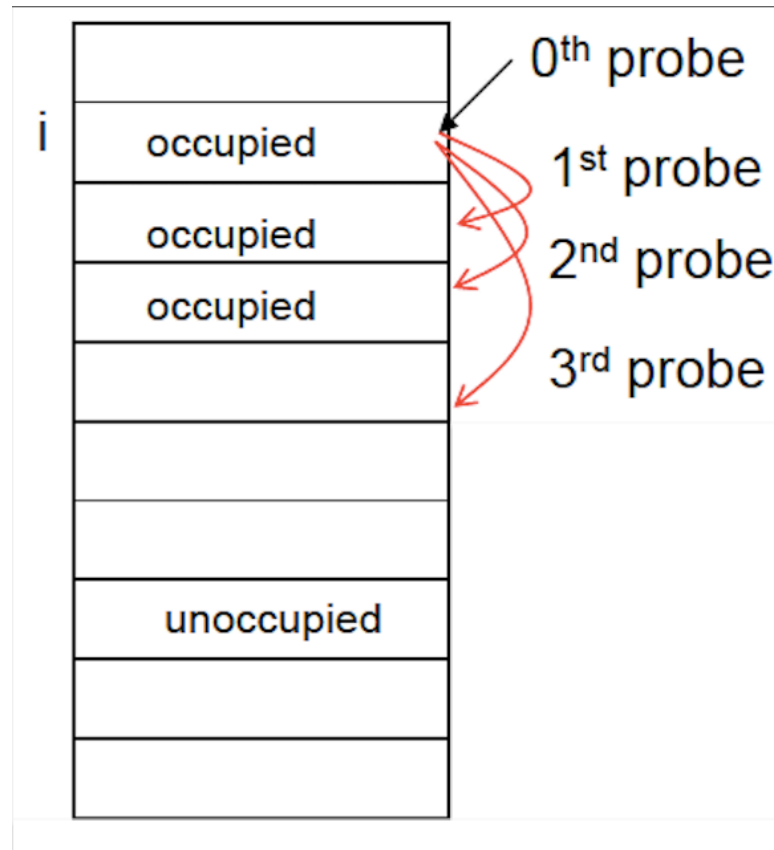 0th probe
i
occupied
1st probe
occupied
2nd probe
occupied
3rd probe
unoccupied